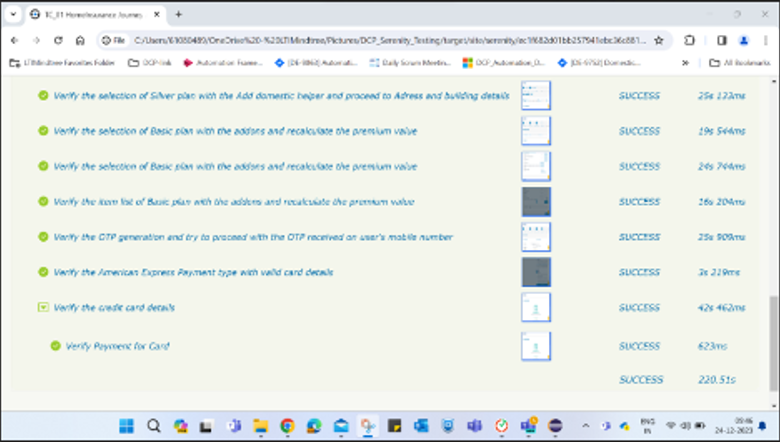 TC_01 HomeInsurance Journey
File C:/Users/61080489/OneDrive%20-%20LTIMindtree/Pictures/DCP_Serenity_Testing/target/site/serenity/
LTIMindtree Favorites Folder DCP-link Automation Frame... [DE-8863] Automati... Daily Scrum Meetin... DCP_Automation_D... [DE-9752] Domestic... All Bookmarks
Verify the selection of Silver plan with the Add domestic helper and proceed to Adress and building details SUCCESS 25s 133ms
Verify the selection of Basic plan with the addons and recalculate the premium value SUCCESS 19s 544ms
Verify the selection of Basic plan with the addons and recalculate the premium value SUCCESS 24s 744ms
Verify the item list of Basic plan with the addons and recalculate the premium value SUCCESS 16s 204ms
Verify the OTP generation and try to proceed with the OTP received on user's mobile number SUCCESS 25s 909ms
Verify the American Express Payment type with valid card details SUCCESS 3s 219ms
Verify the credit card details SUCCESS 42s 462ms
Verify Payment for Card SUCCESS 623ms
SUCCESS 220.51s
ENG 09:46
IN 24-12-2023